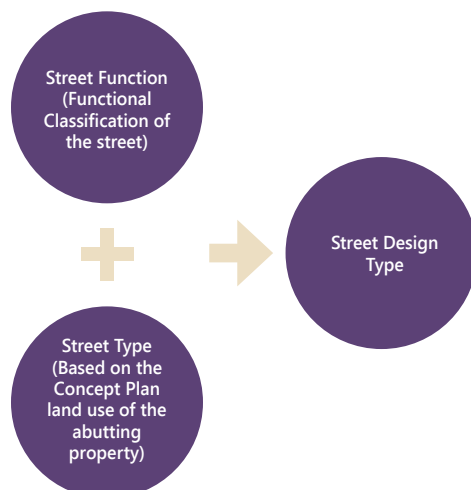 Street Function
(Functional
Classification of
the street)
Street Design
Type
Street Type
(Based on the
Concept Plan
land use of the
abutting
property)